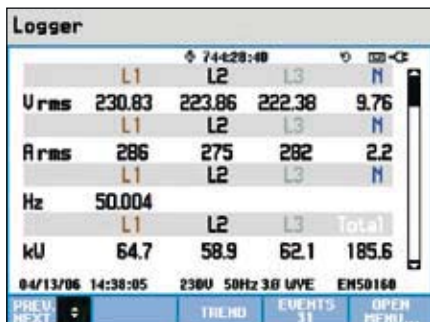 Logger
744:28:40
L1 L2 L3 N
Vrms 230.83 223.86 222.38 9.76
L1 L2 L3 N
Arms 286 275 282 2.2
L1 L2 L3 N
Hz 50.004
L1 L2 L3 Total
kW 64.7 58.9 62.1 185.6
04/13/06 14:38:05 230V 50Hz 3Ø WYE EN50160
PREV. NEXT TREND EVENTS 31 OPEN MENU